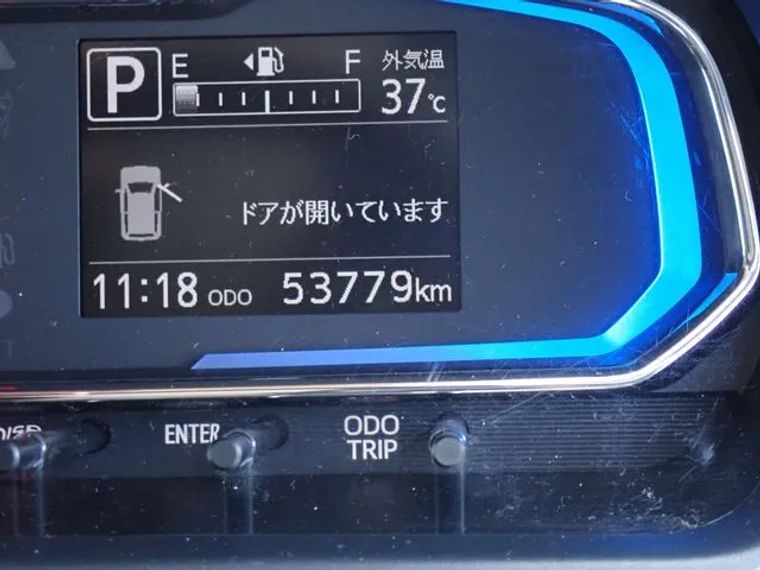 P E F 外気温
37℃
ドアが開いています
11:18 ODO 53779km
ENTER ODO
TRIP